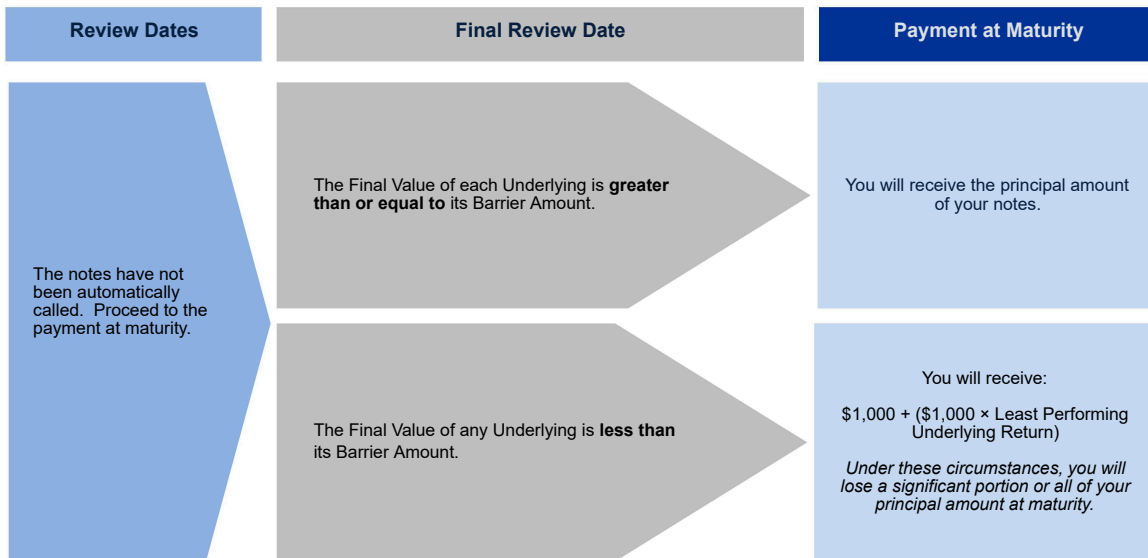 Review Dates
Final Review Date
Payment at Maturity
The notes have not
been automatically
called.  Proceed to the
payment at maturity.
The Final Value of each Underlying is greater
than or equal to its Barrier Amount.
You will receive the principal amount
of your notes.
The Final Value of any Underlying is less than
its Barrier Amount.
You will receive:
$1,000 + ($1,000 × Least Performing
Underlying Return)
Under these circumstances, you will
lose a significant portion or all of your
principal amount at maturity.